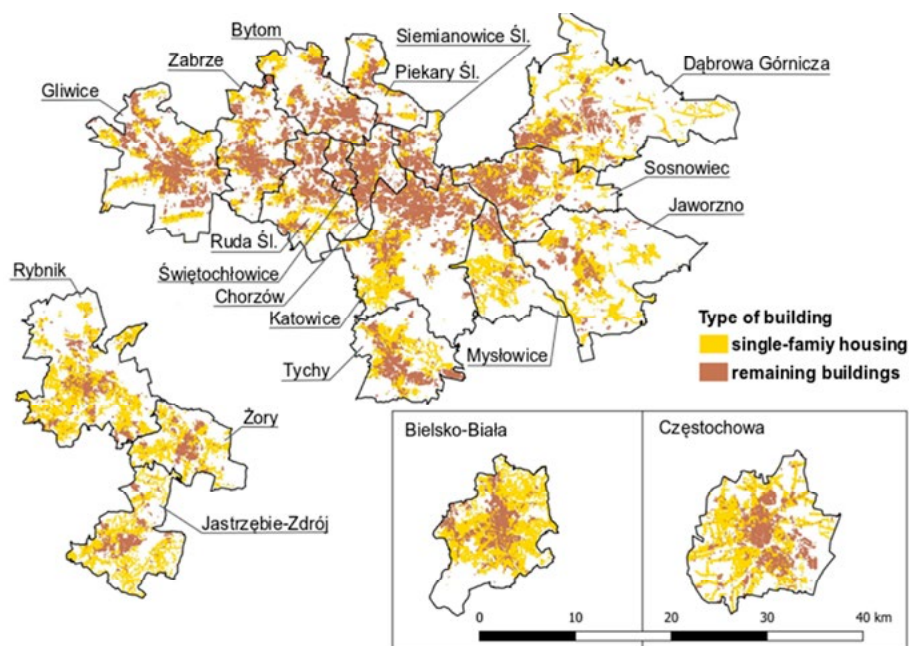 Siemianowice Śl.
Bytom
Zabrze
Piekary Śl.
Dąbrowa Górnicza
Gliwice
Sosnowiec
Jaworzno
Ruda Śl.
Świętochłowice
Rybnik
Chorzów
Katowice
Mysłowice
Tychy
Type of building
single-famiy housing
remaining buildings
Żory
Bielsko-Biała
Częstochowa
Jastrzębie-Zdrój
0 10 20 30 40 km